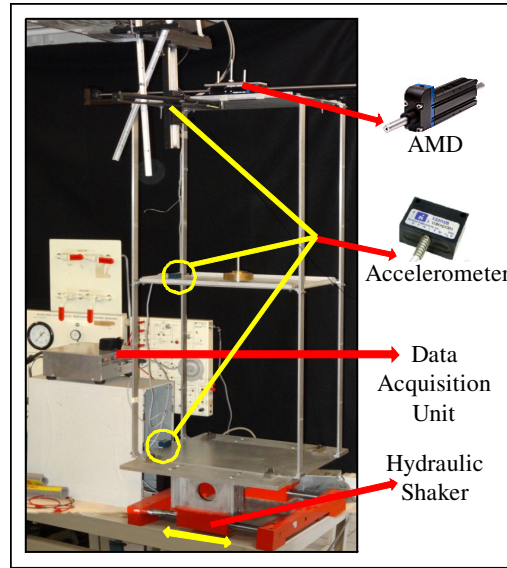 AMD
Accelerometer
Data
Acquisition
Unit
Hydraulic
Shaker